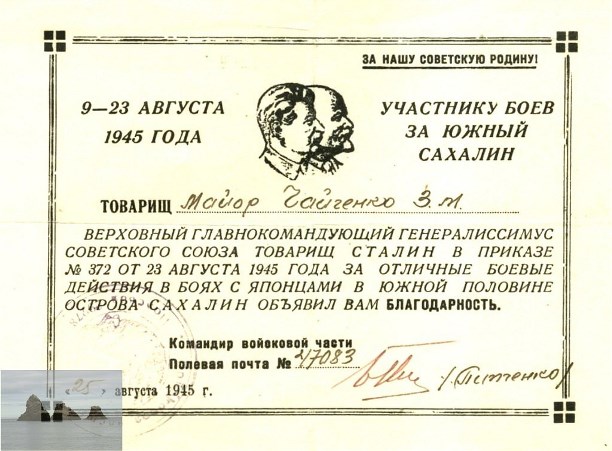 ЗА НАШУ СОВЕТСКУЮ РОДИНУ!
9—23 АВГУСТА
1945 ГОДА
УЧАСТНИКУ БОЕВ
ЗА ЮЖНЫЙ
САХАЛИН
ТОВАРИЩ Майор Чайченко З.М.
ВЕРХОВНЫЙ ГЛАВНОКОМАНДУЮЩИЙ ГЕНЕРАЛИССИМУС
СОВЕТСКОГО СОЮЗА ТОВАРИЩ СТАЛИН В ПРИКАЗЕ
№ 372 ОТ 23 АВГУСТА 1945 ГОДА ЗА ОТЛИЧНЫЕ БОЕВЫЕ
ДЕЙСТВИЯ В БОЯХ С ЯПОНЦАМИ В ЮЖНОЙ ПОЛОВИНЕ
ОСТРОВА САХАЛИН ОБЪЯВИЛ ВАМ БЛАГОДАРНОСТЬ.
Командир войсковой части
Полевая почта № 47083
"25" августа 1945 г.